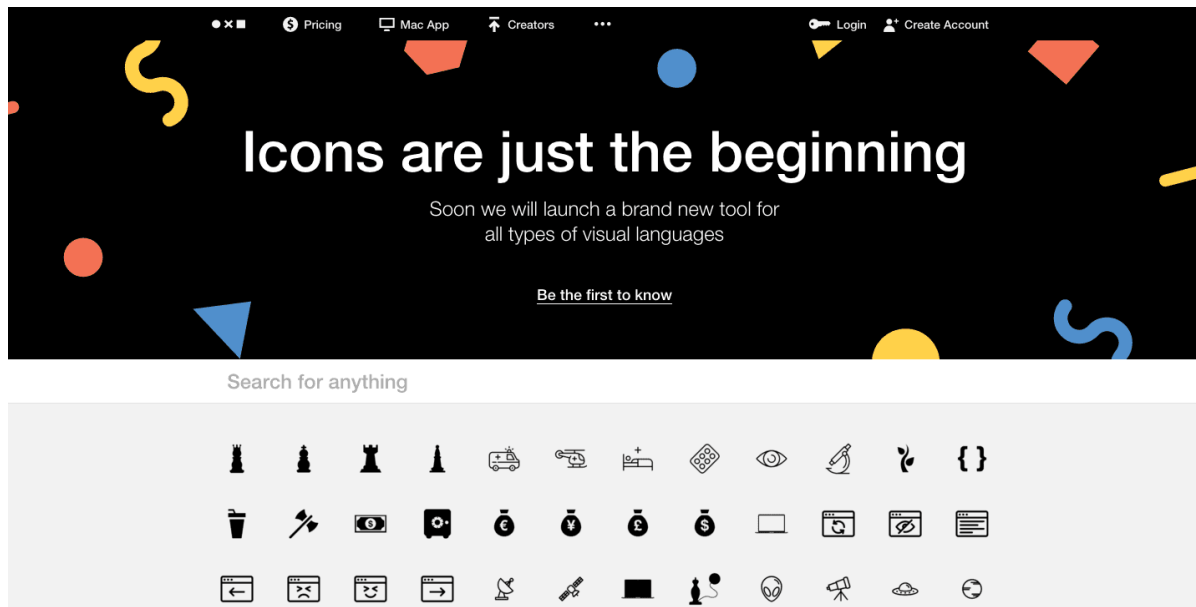 Pricing Mac App Creators Login Create Account
Icons are just the beginning
Soon we will launch a brand new tool for
all types of visual languages
Be the first to know
Search for anything